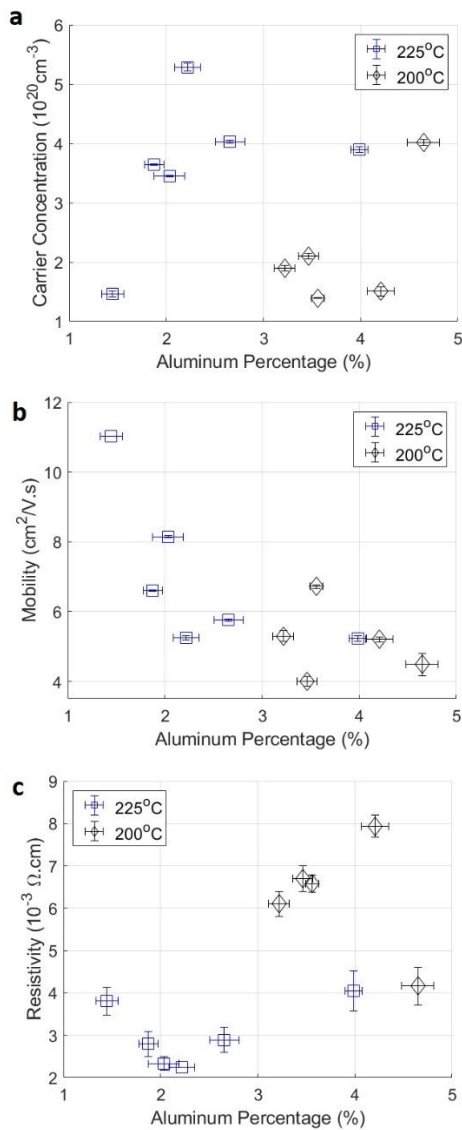 a
6
5
4
3
2
1
Carrier Concentration (10²⁰cm⁻³)
225°C
200°C
1 2 3 4 5
Aluminum Percentage (%)
b
12
10
8
6
4
Mobility (cm²/V.s)
225°C
200°C
1 2 3 4 5
Aluminum Percentage (%)
c
9
8
7
6
5
4
3
2
Resistivity (10⁻³ Ω.cm)
225°C
200°C
1 2 3 4 5
Aluminum Percentage (%)